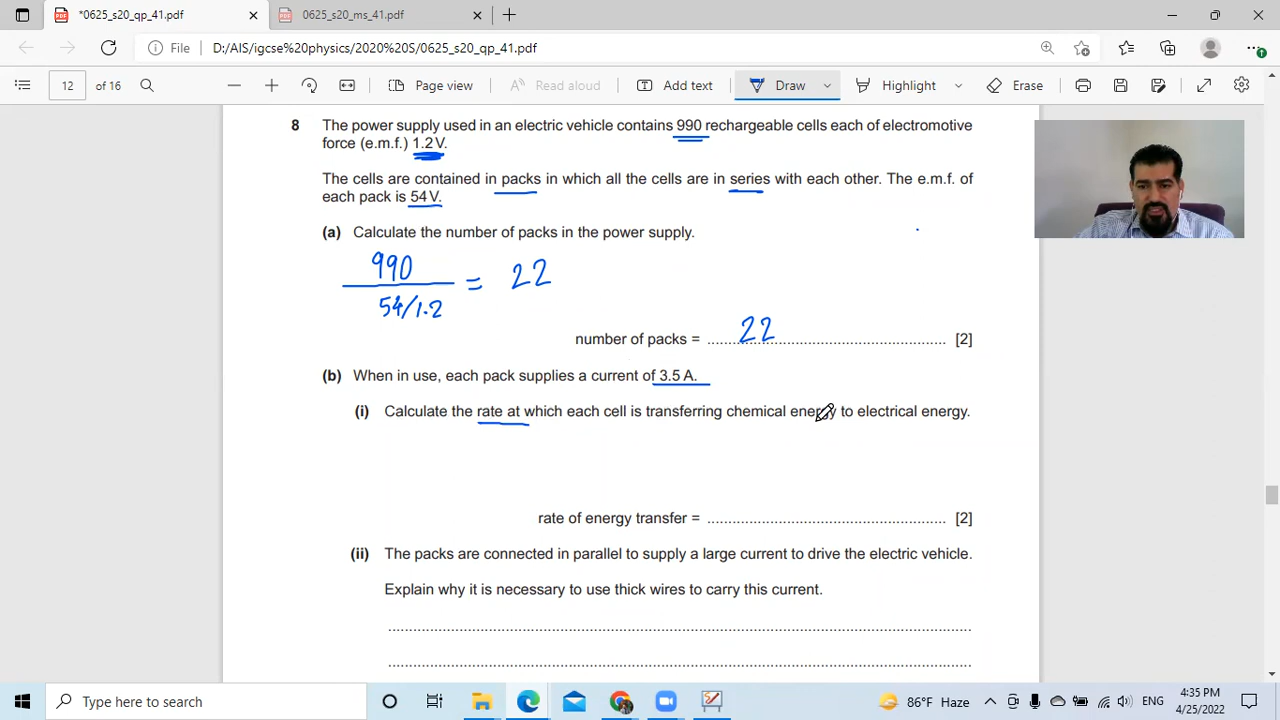 *0625_s20_qp_41.pdf
0625_s20_ms_41.pdf
File
D:/AIS/igcse%20physics/2020%20S/0625_s20_qp_41.pdf
12 of 16
Page view
Read aloud
Add text
Draw
Highlight
Erase
8 The power supply used in an electric vehicle contains 990 rechargeable cells each of electromotive
force (e.m.f.) 1.2V.
The cells are contained in packs in which all the cells are in series with each other. The e.m.f. of
each pack is 54V.
(a) Calculate the number of packs in the power supply.
990
54/1.2
= 22
22
number of packs = ................................................ [2]
(b) When in use, each pack supplies a current of 3.5A.
(i) Calculate the rate at which each cell is transferring chemical energy to electrical energy.
rate of energy transfer = ................................................ [2]
(ii) The packs are connected in parallel to supply a large current to drive the electric vehicle.
Explain why it is necessary to use thick wires to carry this current.
Type here to search
86°F Haze
ENG
4:35 PM
4/25/2022